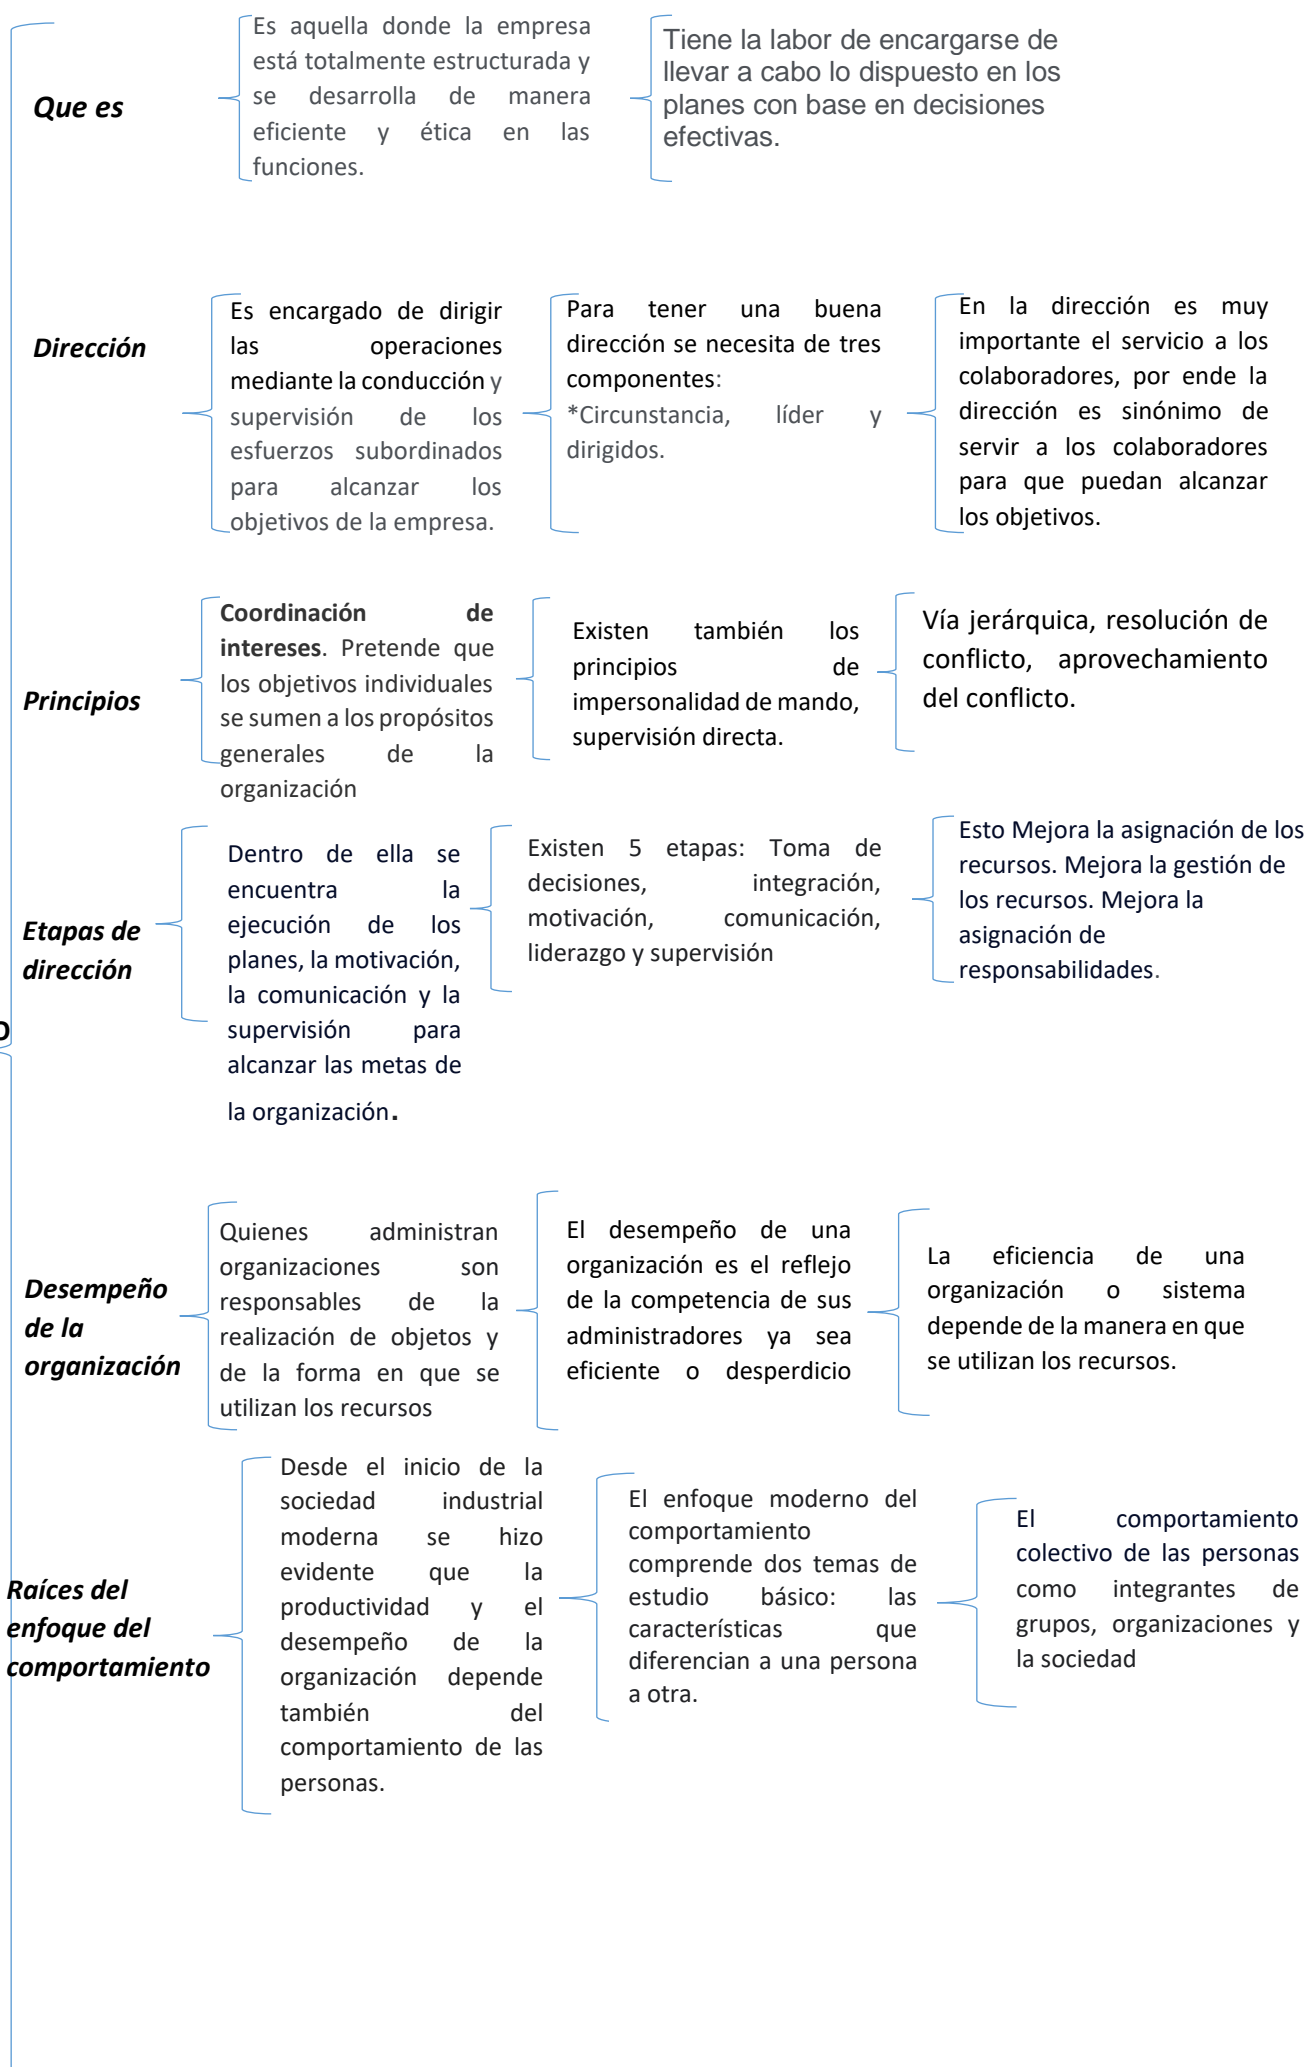 Que es
Es aquella donde la empresa
está totalmente estructurada y
se desarrolla de manera
eficiente y ética en las
funciones.
Tiene la labor de encargarse de
llevar a cabo lo dispuesto en los
planes con base en decisiones
efectivas.
Dirección
Es encargado de dirigir
las operaciones
mediante la conducción y
supervisión de los
esfuerzos subordinados
para alcanzar los
objetivos de la empresa.
Para tener una buena
dirección se necesita de tres
componentes:
*Circunstancia, líder y
dirigidos.
En la dirección es muy
importante el servicio a los
colaboradores, por ende la
dirección es sinónimo de
servir a los colaboradores
para que puedan alcanzar
los objetivos.
Principios
Coordinación de
intereses. Pretende que
los objetivos individuales
se sumen a los propósitos
generales de la
organización
Existen también los
principios de
impersonalidad de mando,
supervisión directa.
Vía jerárquica, resolución de
conflicto, aprovechamiento
del conflicto.
Etapas de
dirección
Dentro de ella se
encuentra la
ejecución de los
planes, la motivación,
la comunicación y la
supervisión para
alcanzar las metas de
la organización.
Existen 5 etapas: Toma de
decisiones, integración,
motivación, comunicación,
liderazgo y supervisión
Esto Mejora la asignación de los
recursos. Mejora la gestión de
los recursos. Mejora la
asignación de
responsabilidades.
O
Desempeño
de la
organización
Quienes administran
organizaciones son
responsables de la
realización de objetos y
de la forma en que se
utilizan los recursos
El desempeño de una
organización es el reflejo
de la competencia de sus
administradores ya sea
eficiente o desperdicio
La eficiencia de una
organización o sistema
depende de la manera en que
se utilizan los recursos.
Raíces del
enfoque del
comportamiento
Desde el inicio de la
sociedad industrial
moderna se hizo
evidente que la
productividad y el
desempeño de la
organización depende
también del
comportamiento de las
personas.
El enfoque moderno del
comportamiento
comprende dos temas de
estudio básico: las
características que
diferencian a una persona
a otra.
El comportamiento
colectivo de las personas
como integrantes de
grupos, organizaciones y
la sociedad